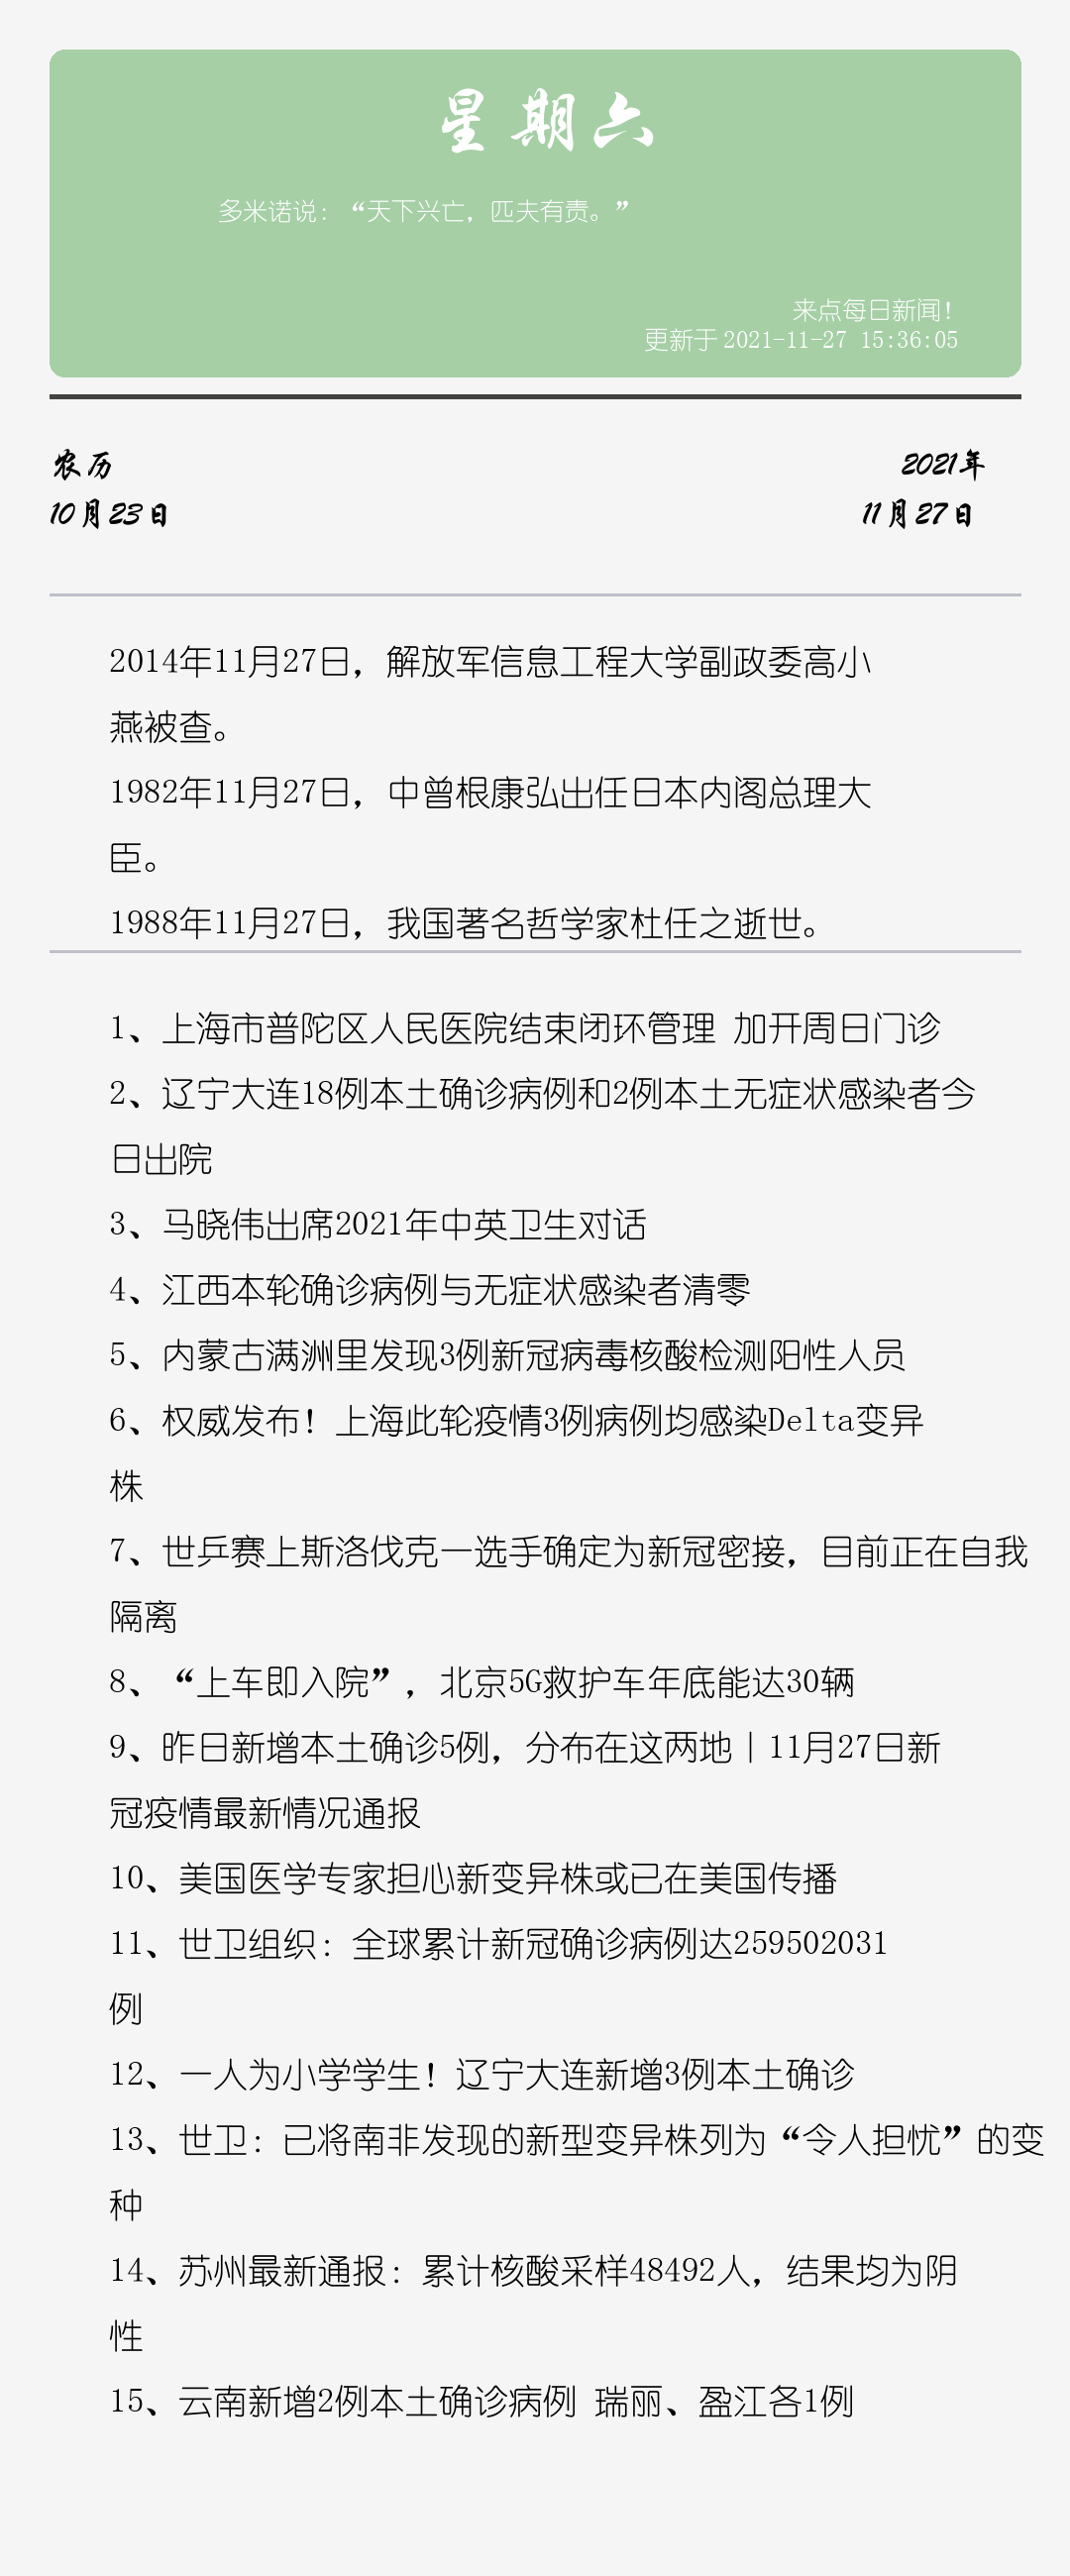 星期六
多米诺说：“天下兴亡，匹夫有责。”
来点每日新闻！
更新于 2021-11-27 15:36:05
农历
2021年
10月23日
11月27日
2014年11月27日，解放军信息工程大学副政委高小
燕被查。
1982年11月27日，中曾根康弘出任日本内阁总理大
臣。
1988年11月27日，我国著名哲学家杜任之逝世。
1、上海市普陀区人民医院结束闭环管理 加开周日门诊
2、辽宁大连18例本土确诊病例和2例本土无症状感染者今
日出院
3、马晓伟出席2021年中英卫生对话
4、江西本轮确诊病例与无症状感染者清零
5、内蒙古满洲里发现3例新冠病毒核酸检测阳性人员
6、权威发布！上海此轮疫情3例病例均感染Delta变异
株
7、世乒赛上斯洛伐克一选手确定为新冠密接，目前正在自我
隔离
8、“上车即入院”，北京5G救护车年底能达30辆
9、昨日新增本土确诊5例，分布在这两地｜11月27日新
冠疫情最新情况通报
10、美国医学专家担心新变异株或已在美国传播
11、世卫组织：全球累计新冠确诊病例达259502031
例
12、一人为小学学生！辽宁大连新增3例本土确诊
13、世卫：已将南非发现的新型变异株列为“令人担忧”的变
种
14、苏州最新通报：累计核酸采样48492人，结果均为阴
性
15、云南新增2例本土确诊病例 瑞丽、盈江各1例